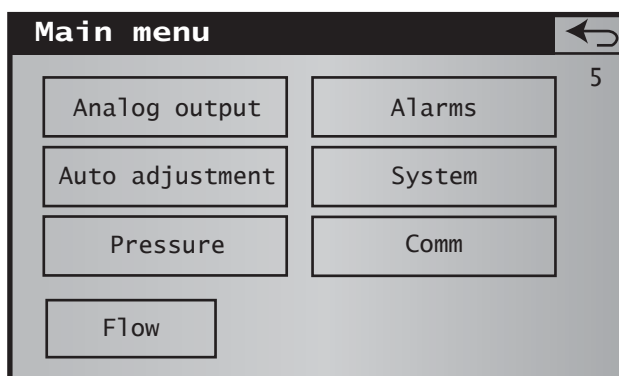 Main menu
5
Analog output
Alarms
Auto adjustment
System
Pressure
Comm
Flow